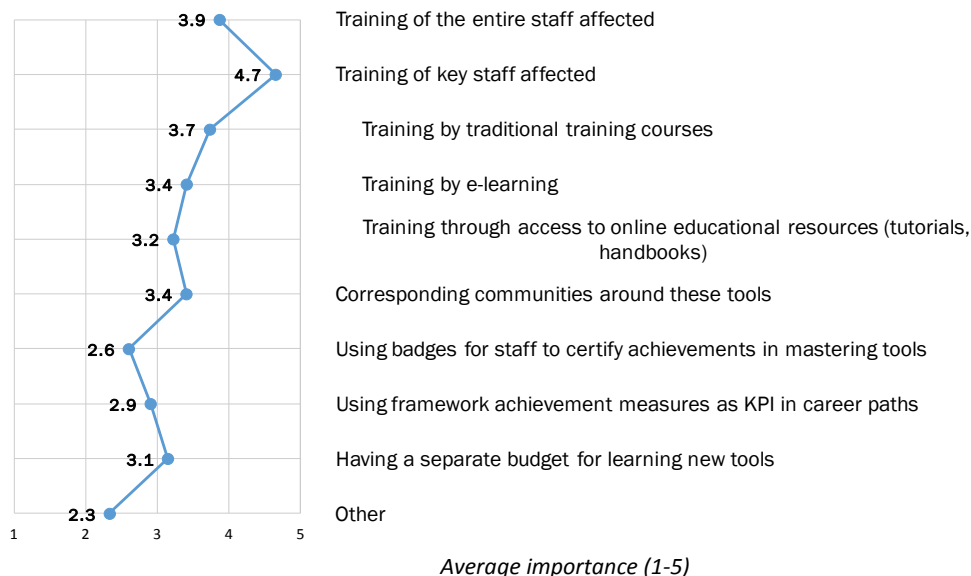 3.9 Training of the entire staff affected
4.7 Training of key staff affected
3.7 Training by traditional training courses
3.4 Training by e-learning
3.2 Training through access to online educational resources (tutorials,
handbooks)
3.4 Corresponding communities around these tools
2.6 Using badges for staff to certify achievements in mastering tools
2.9 Using framework achievement measures as KPI in career paths
3.1 Having a separate budget for learning new tools
2.3 Other
1 2 3 4 5
Average importance (1-5)